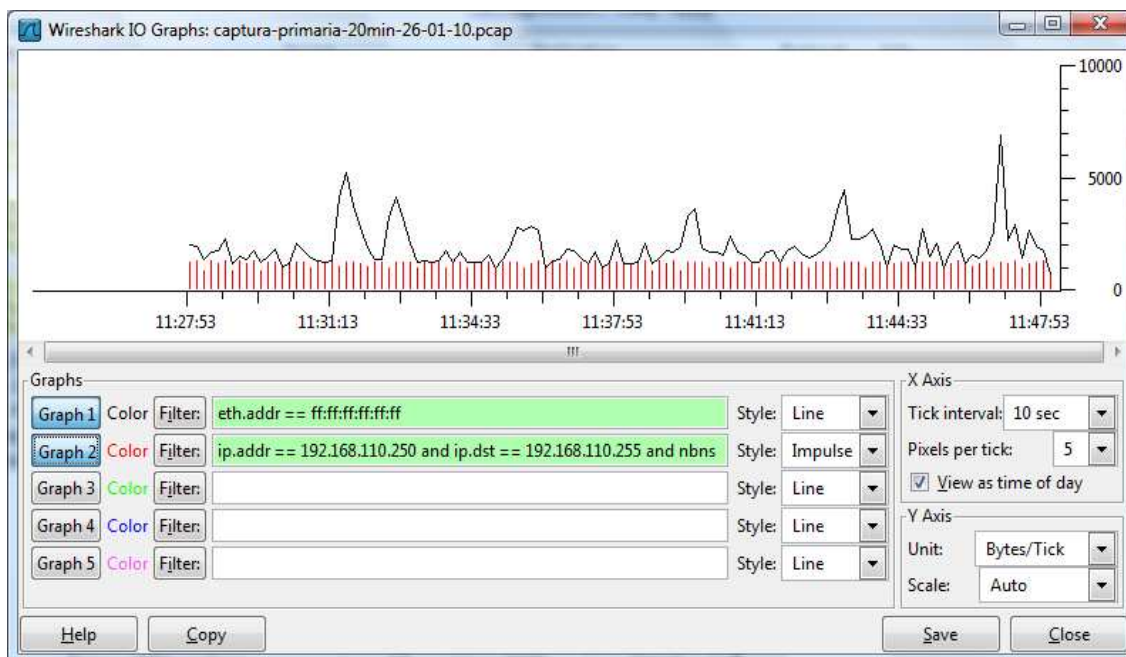 Wireshark IO Graphs: captura-primaria-20min-26-01-10.pcap
10000
5000
0
11:27:53 11:31:13 11:34:33 11:37:53 11:41:13 11:44:33 11:47:53
Graphs
Graph 1 Color Filter: eth.addr == ff:ff:ff:ff:ff:ff Style: Line
Graph 2 Color Filter: ip.addr == 192.168.110.250 and ip.dst == 192.168.110.255 and nbns Style: Impulse
Graph 3 Color Filter: Style: Line
Graph 4 Color Filter: Style: Line
Graph 5 Color Filter: Style: Line
X Axis
Tick interval: 10 sec
Pixels per tick: 5
View as time of day
Y Axis
Unit: Bytes/Tick
Scale: Auto
Help Copy Save Close